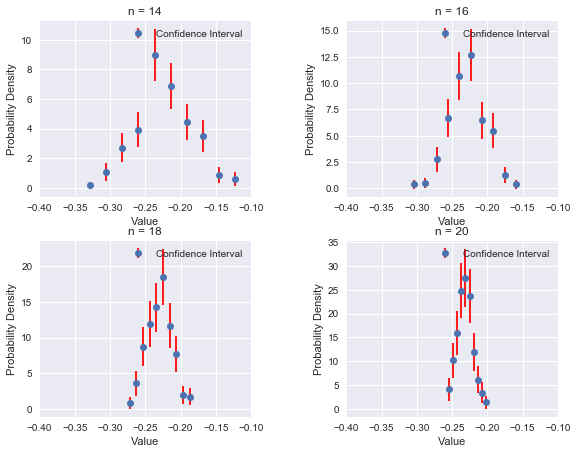 n = 14
Confidence Interval
Probability Density
10
8
6
4
2
0
−0.40 −0.35 −0.30 −0.25 −0.20 −0.15 −0.10
Value
n = 16
Confidence Interval
Probability Density
15.0
12.5
10.0
7.5
5.0
2.5
0.0
−0.40 −0.35 −0.30 −0.25 −0.20 −0.15 −0.10
Value
n = 18
Confidence Interval
Probability Density
20
15
10
5
0
−0.40 −0.35 −0.30 −0.25 −0.20 −0.15 −0.10
Value
n = 20
Confidence Interval
Probability Density
35
30
25
20
15
10
5
0
−0.40 −0.35 −0.30 −0.25 −0.20 −0.15 −0.10
Value